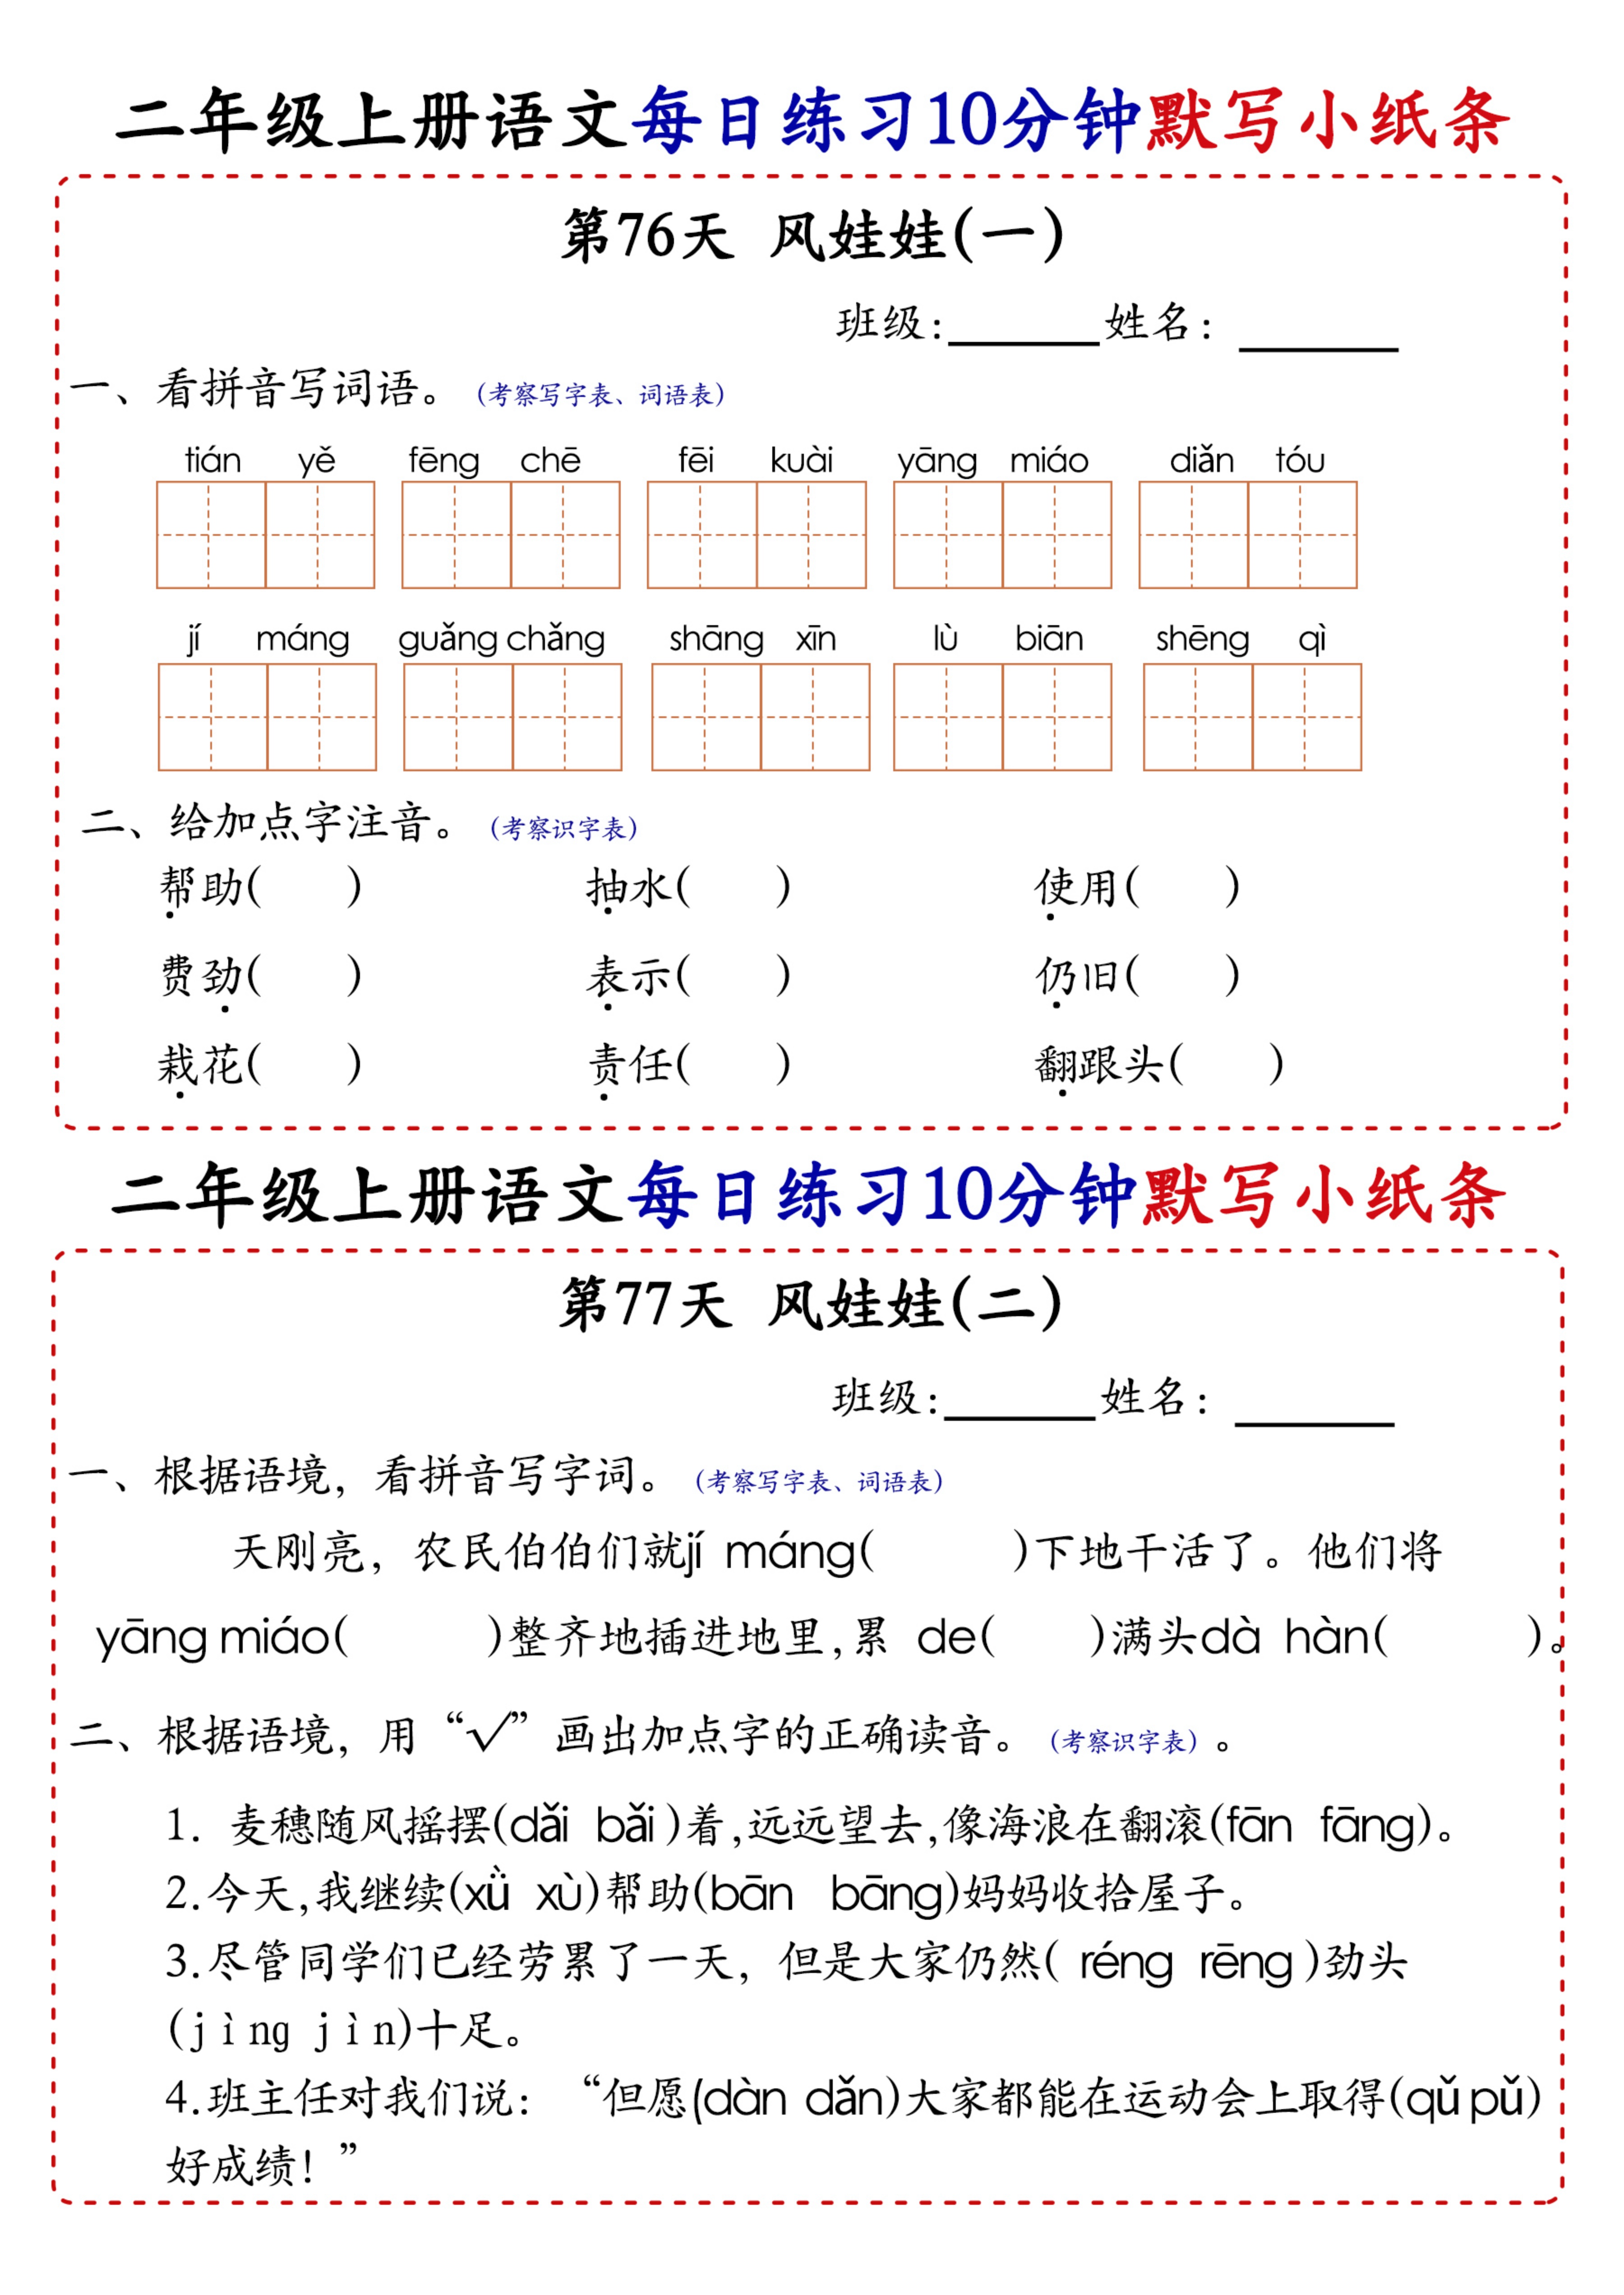 二年级上册语文每日练习10分钟默写小纸条
第76天 风娃娃(一)
班级:______姓名: ______
一、看拼音写词语。(考察写字表、词语表)
tián yě fēng chē fēi kuài yāng miáo diǎn tóu
jí máng guǎng chǎng shāng xīn lù biān shēng qì
二、给加点字注音。(考察识字表)
帮助( ) 抽水( ) 使用( )
费劲( ) 表示( ) 仍旧( )
栽花( ) 责任( ) 翻跟头( )
二年级上册语文每日练习10分钟默写小纸条
第77天 风娃娃(二)
班级:______姓名: ______
一、根据语境，看拼音写字词。(考察写字表、词语表)
天刚亮，农民伯伯们就jí máng( )下地干活了。他们将
yāng miáo( )整齐地插进地里,累 de( )满头dà hàn( )。
二、根据语境，用“√”画出加点字的正确读音。(考察识字表)。
1. 麦穗随风摇摆(dǎi bǎi)着,远远望去,像海浪在翻滚(fān fāng)。
2.今天,我继续(xǜ xù)帮助(bān bāng)妈妈收拾屋子。
3.尽管同学们已经劳累了一天，但是大家仍然( réng rēng )劲头
(jìng jìn)十足。
4.班主任对我们说：“但愿(dàn dǎn)大家都能在运动会上取得(qǔ pǔ)
好成绩！”